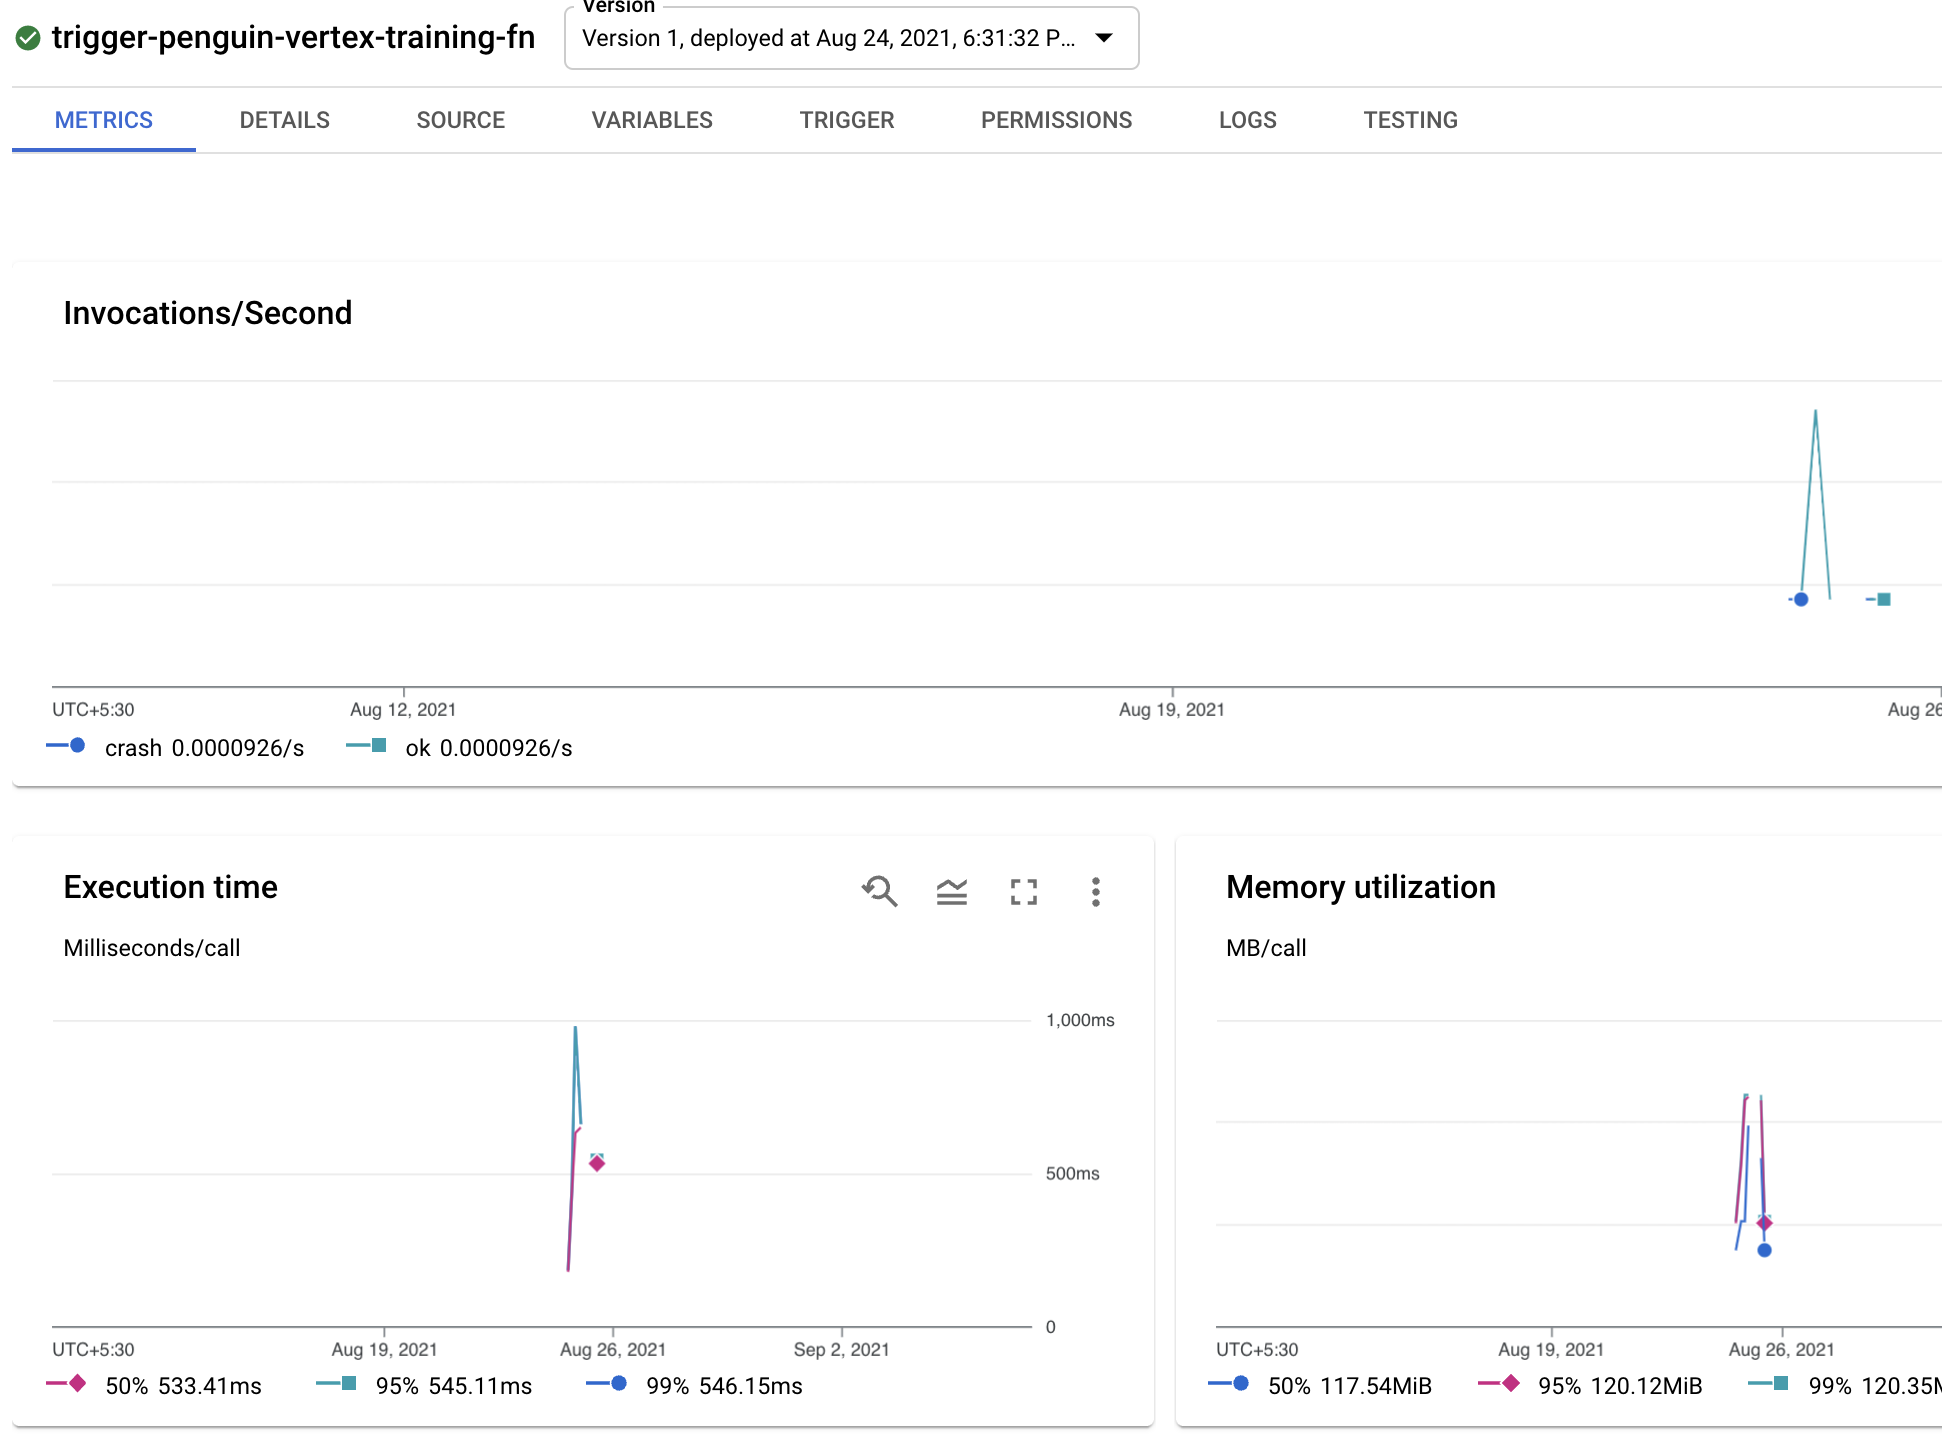 Version
trigger-penguin-vertex-training-fn
Version 1, deployed at Aug 24, 2021, 6:31:32 P...
METRICS DETAILS SOURCE VARIABLES TRIGGER PERMISSIONS LOGS TESTING
Invocations/Second
UTC+5:30 Aug 12, 2021 Aug 19, 2021 Aug 26
crash 0.0000926/s ok 0.0000926/s
Execution time
Milliseconds/call
1,000ms
500ms
0
UTC+5:30 Aug 19, 2021 Aug 26, 2021 Sep 2, 2021
50% 533.41ms 95% 545.11ms 99% 546.15ms
Memory utilization
MB/call
UTC+5:30 Aug 19, 2021 Aug 26, 2021
50% 117.54MiB 95% 120.12MiB 99% 120.35M